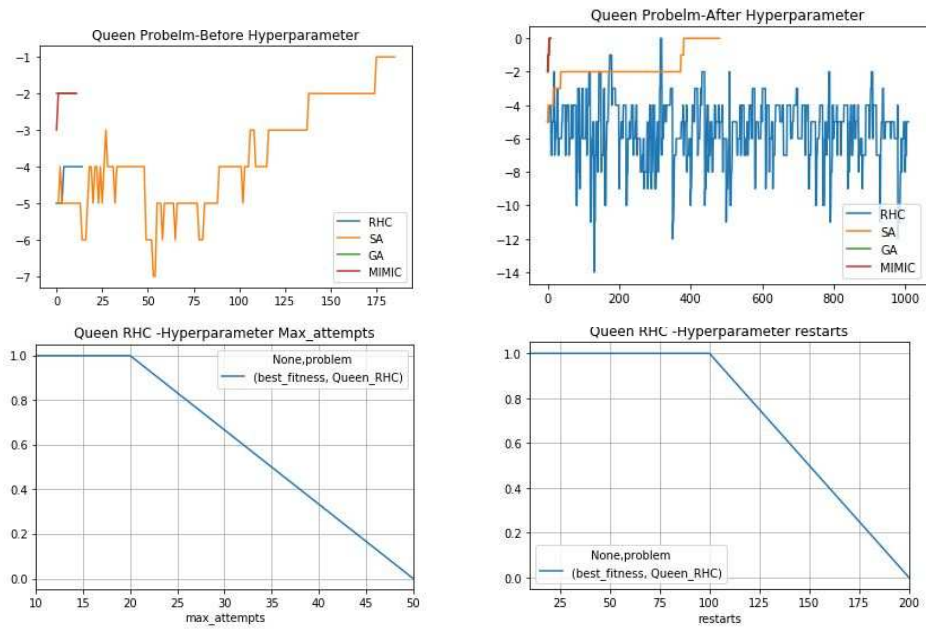 Queen Probelm-Before Hyperparameter
−1
−2
−3
−4
−5
−6
−7
RHC
SA
GA
MIMIC
0 25 50 75 100 125 150 175
Queen Probelm-After Hyperparameter
0
−2
−4
−6
−8
−10
−12
−14
RHC
SA
GA
MIMIC
0 200 400 600 800 1000
Queen RHC -Hyperparameter Max_attempts
1.0
0.8
0.6
0.4
0.2
0.0
None,problem
(best_fitness, Queen_RHC)
10 15 20 25 30 35 40 45 50
max_attempts
Queen RHC -Hyperparameter restarts
1.0
0.8
0.6
0.4
0.2
0.0
None,problem
(best_fitness, Queen_RHC)
25 50 75 100 125 150 175 200
restarts